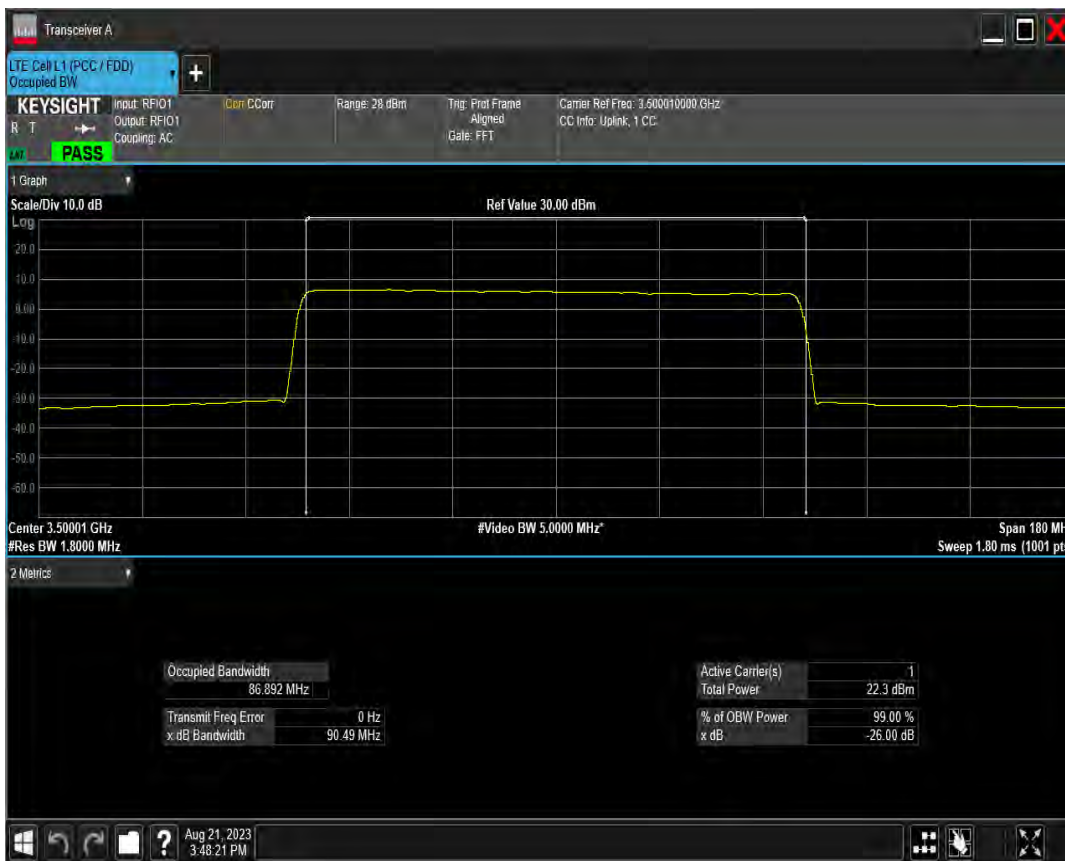 Transceiver A
LTE Cell L1 (PCC / FDD)
Occupied BW
+
KEYSIGHT
R T
PASS
Input: RFIO1
Output: RFIO1
Coupling: AC
Corr CCorr
Range: 28 dBm
Trig: Prot Frame
Aligned
Gate: FFT
Carrier Ref Freq: 3.500010000 GHz
CC Info: Uplink, 1 CC
1 Graph
Scale/Div 10.0 dB
Ref Value 30.00 dBm
Log
20.0
10.0
0.00
-10.0
-20.0
-30.0
-40.0
-50.0
-60.0
Center 3.50001 GHz
#Video BW 5.0000 MHz*
Span 180 MH
#Res BW 1.8000 MHz
Sweep 1.80 ms (1001 pts
2 Metrics
Occupied Bandwidth
86.892 MHz
Transmit Freq Error 0 Hz
x dB Bandwidth 90.49 MHz
Active Carrier(s) 1
Total Power 22.3 dBm
% of OBW Power 99.00 %
x dB -26.00 dB
?
Aug 21, 2023
3:48:21 PM